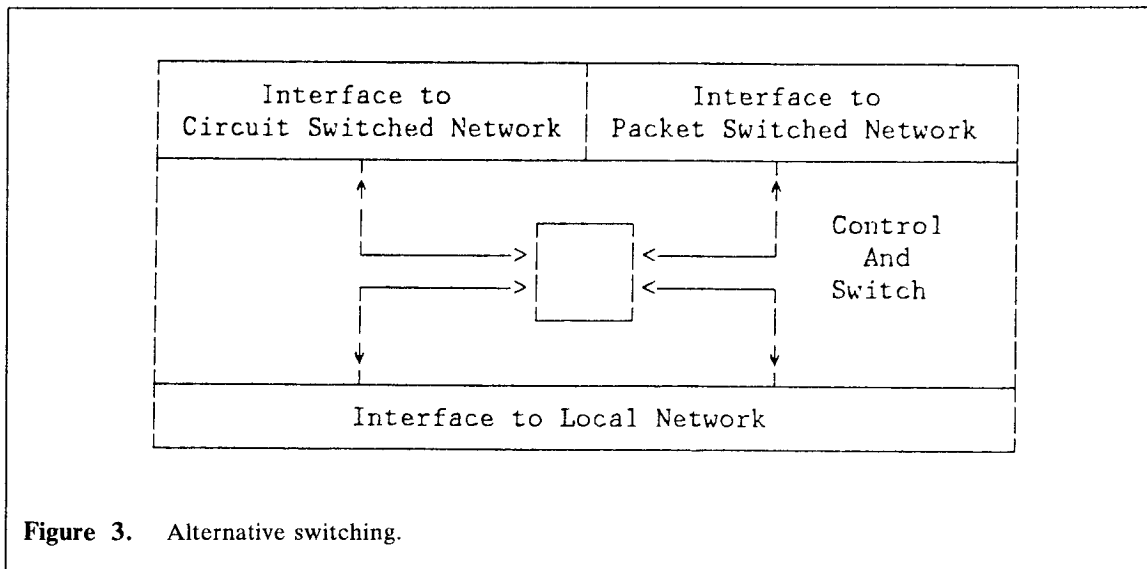 Interface to
Circuit Switched Network
Interface to
Packet Switched Network
Control
And
Switch
Interface to Local Network
Figure 3. Alternative switching.